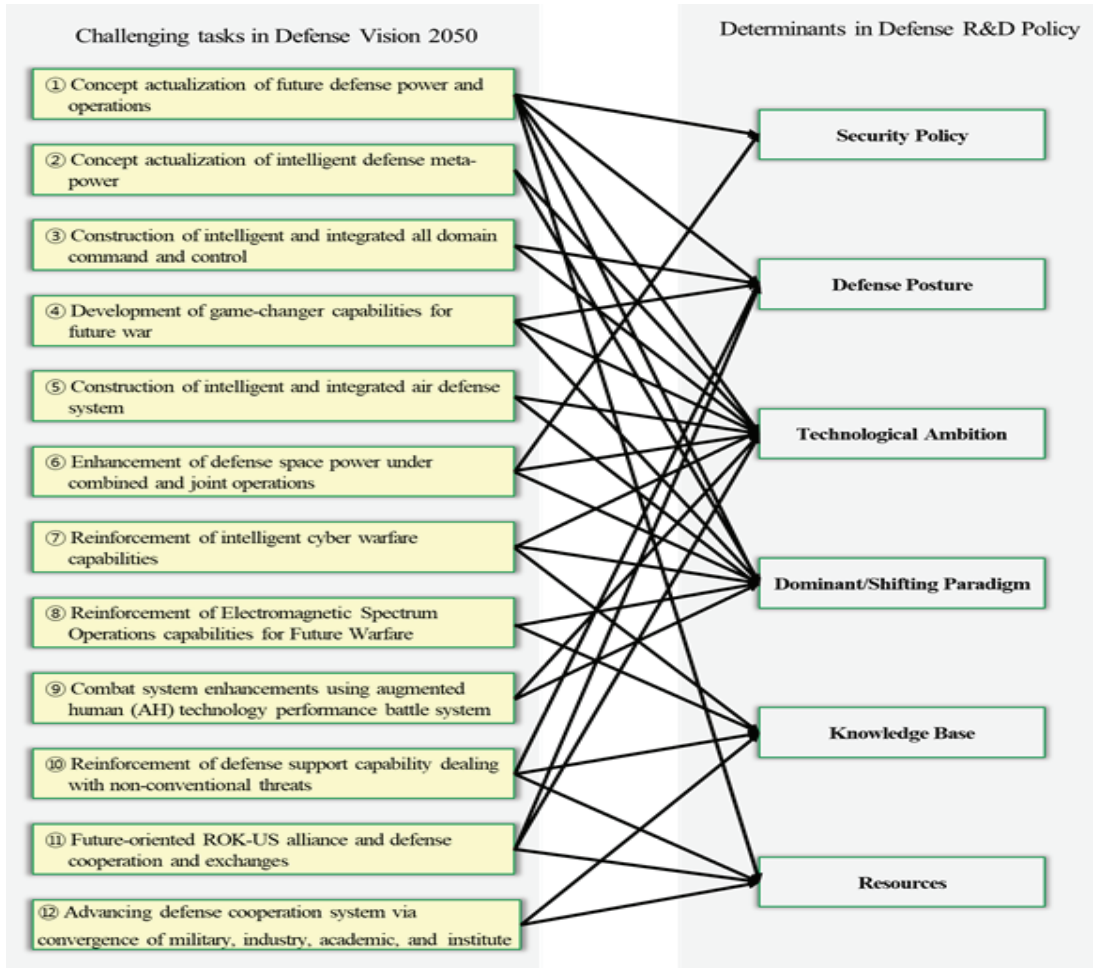 Challenging tasks in Defense Vision 2050
① Concept actualization of future defense power and
operations
② Concept actualization of intelligent defense meta-
power
③ Construction of intelligent and integrated all domain
command and control
④ Development of game-changer capabilities for
future war
⑤ Construction of intelligent and integrated air defense
system
⑥ Enhancement of defense space power under
combined and joint operations
⑦ Reinforcement of intelligent cyber warfare
capabilities
⑧ Reinforcement of Electromagnetic Spectrum
Operations capabilities for Future Warfare
⑨ Combat system enhancements using augmented
human (AH) technology performance battle system
⑩ Reinforcement of defense support capability dealing
with non-conventional threats
⑪ Future-oriented ROK-US alliance and defense
cooperation and exchanges
⑫ Advancing defense cooperation system via
convergence of military, industry, academic, and institute
Determinants in Defense R&D Policy
Security Policy
Defense Posture
Technological Ambition
Dominant/Shifting Paradigm
Knowledge Base
Resources